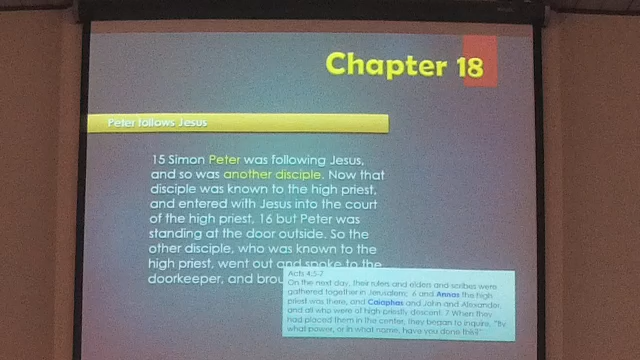 Chapter 18
Peter follows Jesus
15 Simon Peter was following Jesus,
and so was another disciple. Now that
disciple was known to the high priest,
and entered with Jesus into the court
of the high priest, 16 but Peter was
standing at the door outside. So the
other disciple, who was known to the
high priest, went out and spoke to the
doorkeeper, and brou
Acts 4:5-7
On the next day, their rulers and elders and scribes were
gathered together in Jerusalem; 6 and Annas the high
priest was there, and Caiaphas and John and Alexander,
and all who were of high priestly descent. 7 When they
had placed them in the center, they began to inquire, "By
what power, or in what name, have you done this?"